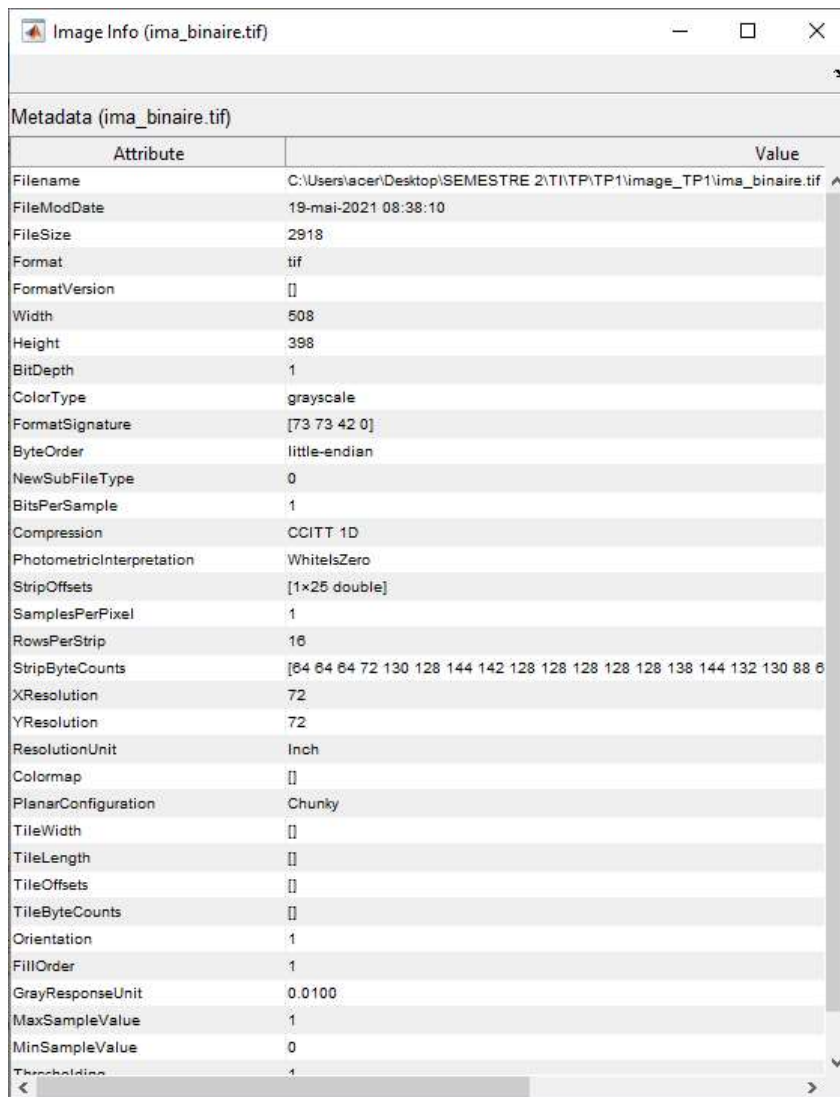 Image Info (ima_binaire.tif)
Metadata (ima_binaire.tif)
Attribute Value
Filename C:\Users\acer\Desktop\SEMESTRE 2\TI\TP\TP1\image_TP1\ima_binaire.tif
FileModDate 19-mai-2021 08:38:10
FileSize 2918
Format tif
FormatVersion []
Width 508
Height 398
BitDepth 1
ColorType grayscale
FormatSignature [73 73 42 0]
ByteOrder little-endian
NewSubFileType 0
BitsPerSample 1
Compression CCITT 1D
PhotometricInterpretation WhiteIsZero
StripOffsets [1×25 double]
SamplesPerPixel 1
RowsPerStrip 16
StripByteCounts [64 64 64 72 130 128 144 142 128 128 128 128 128 138 144 132 130 88 6
XResolution 72
YResolution 72
ResolutionUnit Inch
Colormap []
PlanarConfiguration Chunky
TileWidth []
TileLength []
TileOffsets []
TileByteCounts []
Orientation 1
FillOrder 1
GrayResponseUnit 0.0100
MaxSampleValue 1
MinSampleValue 0
Thresholding 1